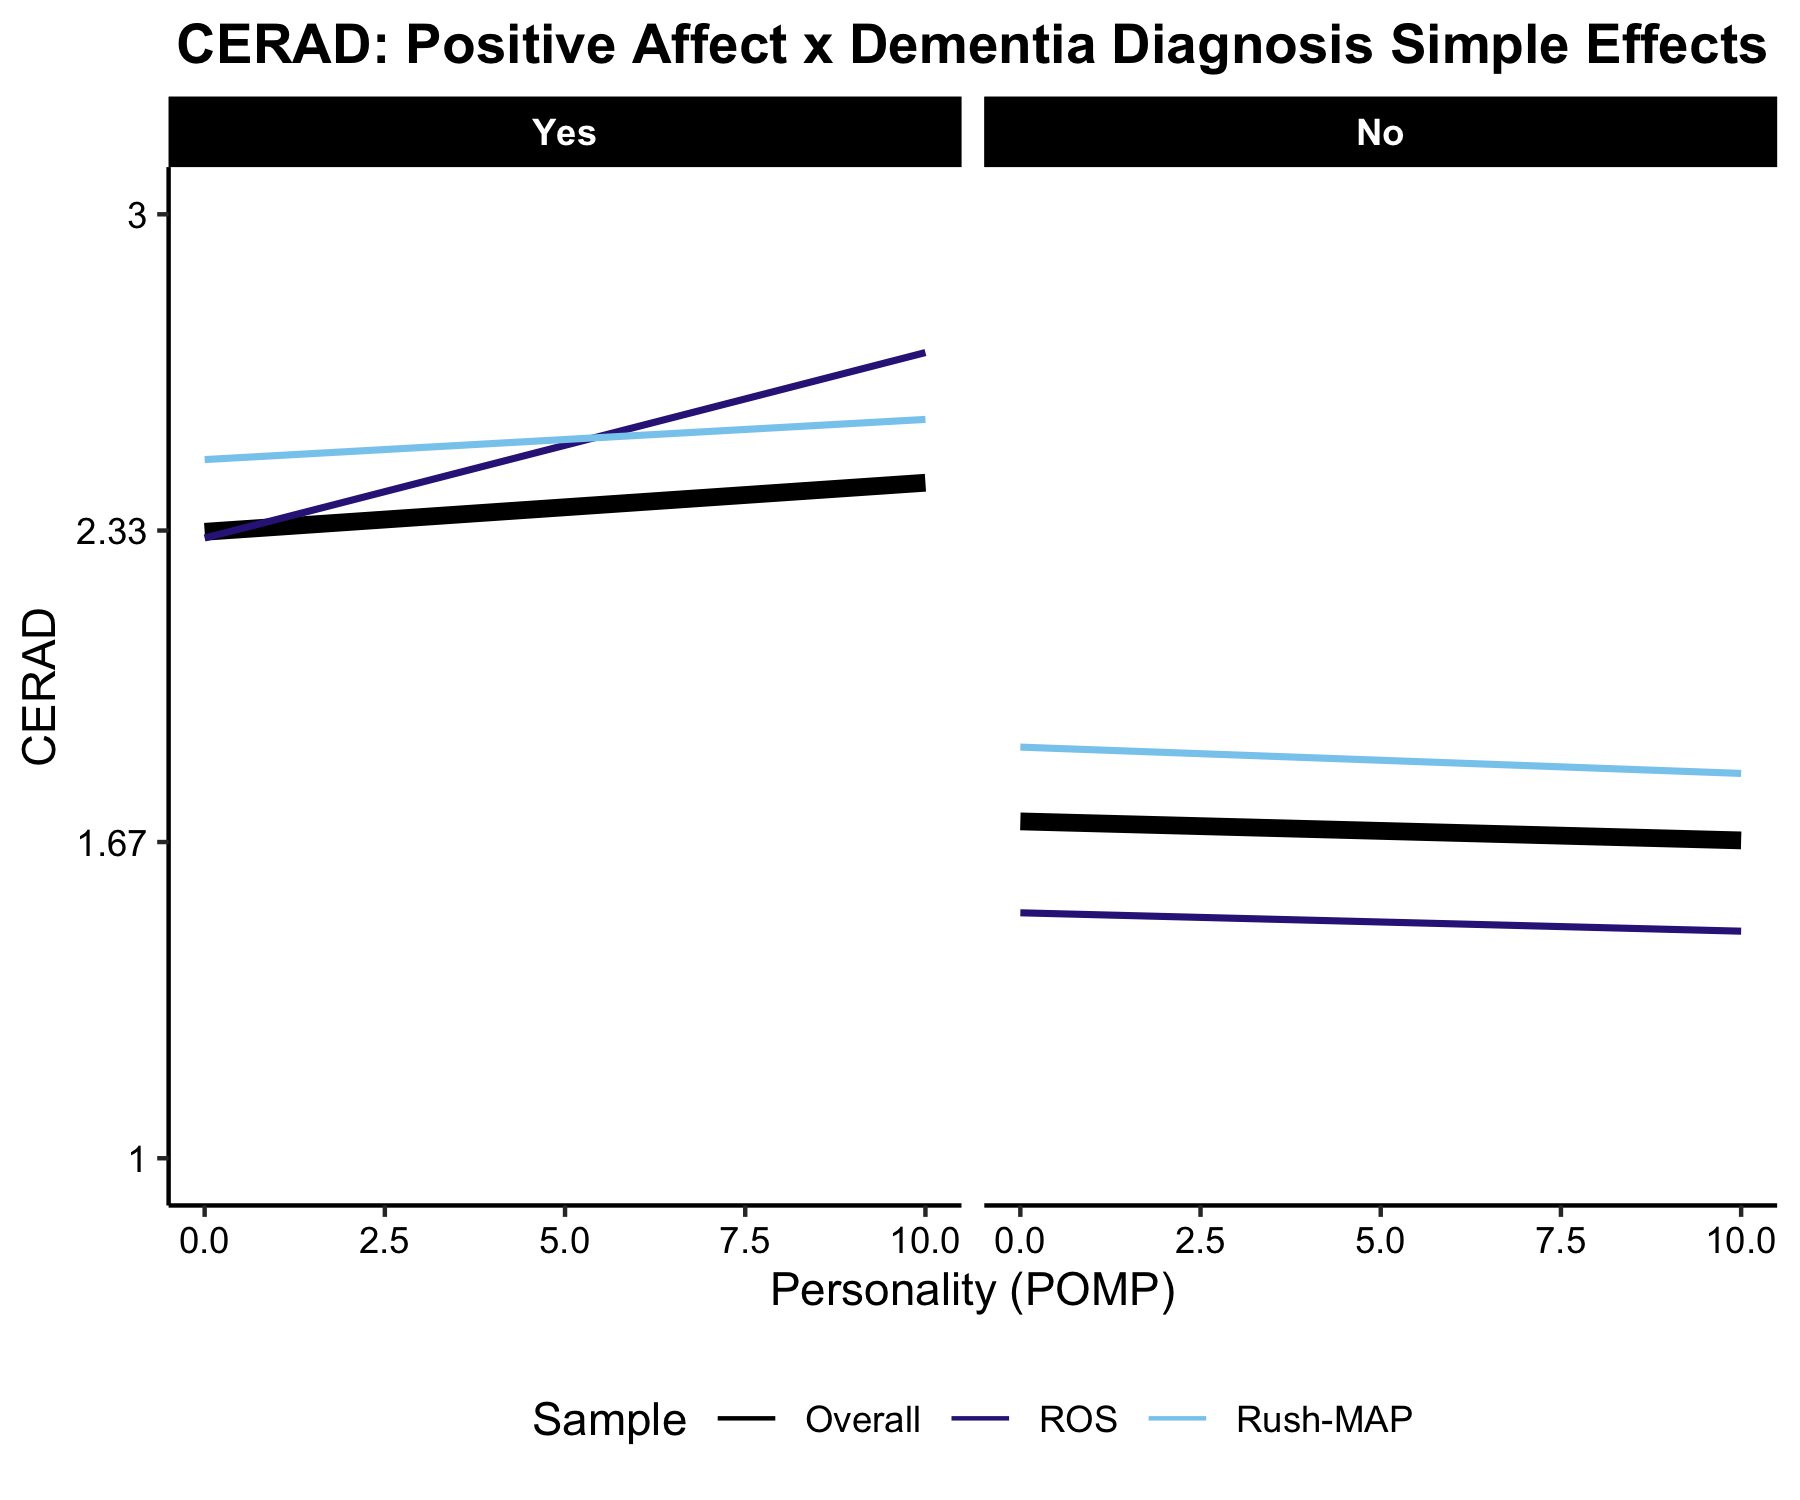 CERAD: Positive Affect x Dementia Diagnosis Simple Effects
Yes
No
3
2.33
1.67
1
CERAD
0.0 2.5 5.0 7.5 10.0 0.0 2.5 5.0 7.5 10.0
Personality (POMP)
Sample Overall ROS Rush-MAP